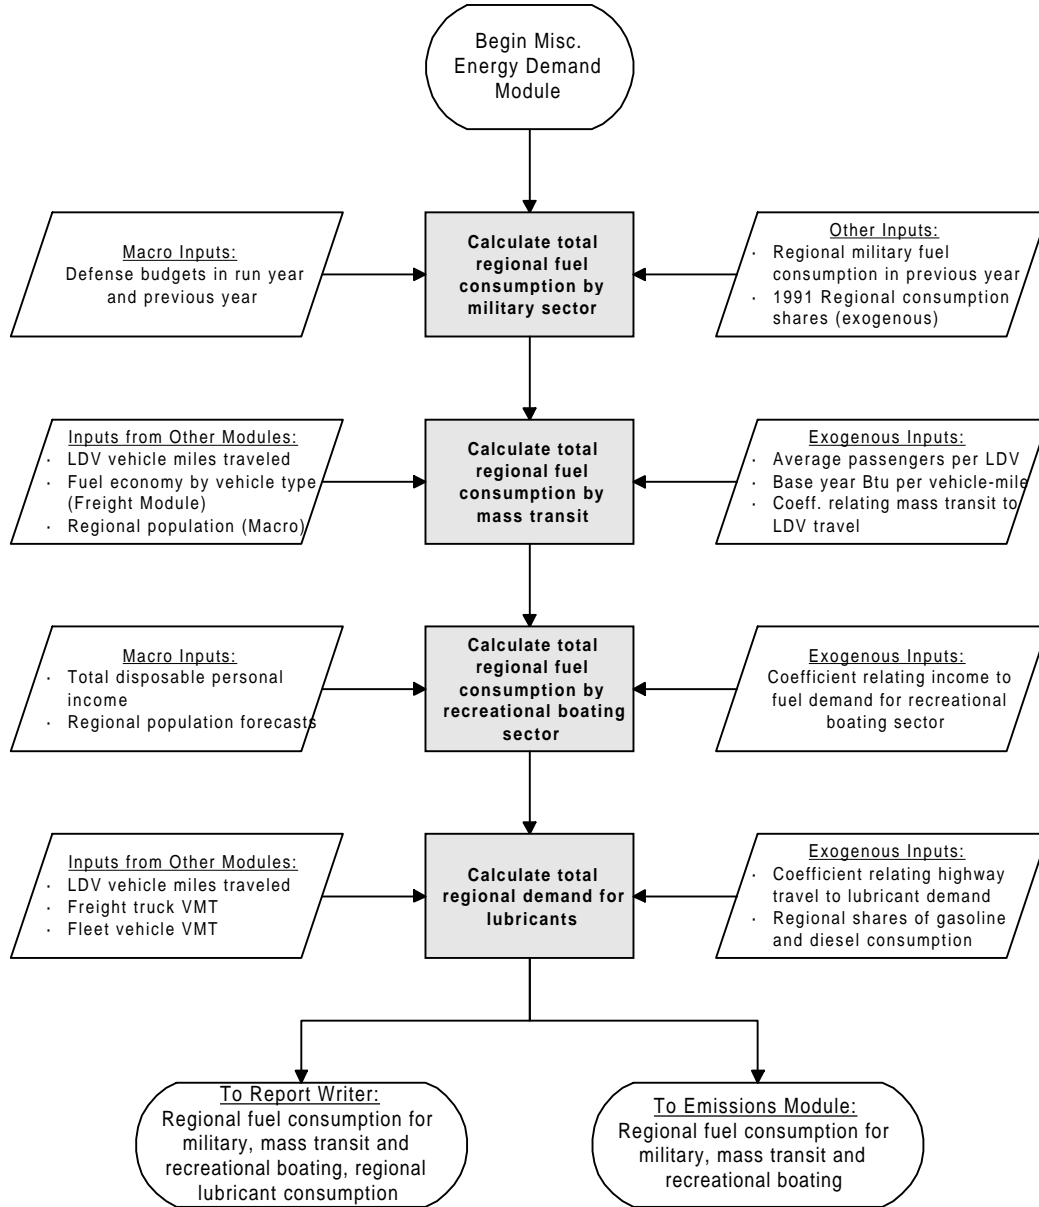 Begin Misc.
Energy Demand
Module
Macro Inputs:
Defense budgets in run year
and previous year
Calculate total
regional fuel
consumption by
military sector
Other Inputs:
· Regional military fuel
consumption in previous year
· 1991 Regional consumption
shares (exogenous)
Inputs from Other Modules:
· LDV vehicle miles traveled
· Fuel economy by vehicle type
(Freight Module)
· Regional population (Macro)
Calculate total
regional fuel
consumption by
mass transit
Exogenous Inputs:
· Average passengers per LDV
· Base year Btu per vehicle-mile
· Coeff. relating mass transit to
LDV travel
Macro Inputs:
· Total disposable personal
income
· Regional population forecasts
Calculate total
regional fuel
consumption by
recreational boating
sector
Exogenous Inputs:
Coefficient relating income to
fuel demand for recreational
boating sector
Inputs from Other Modules:
· LDV vehicle miles traveled
· Freight truck VMT
· Fleet vehicle VMT
Calculate total
regional demand for
lubricants
Exogenous Inputs:
· Coefficient relating highway
travel to lubricant demand
· Regional shares of gasoline
and diesel consumption
To Report Writer:
Regional fuel consumption for
military, mass transit and
recreational boating, regional
lubricant consumption
To Emissions Module:
Regional fuel consumption for
military, mass transit and
recreational boating